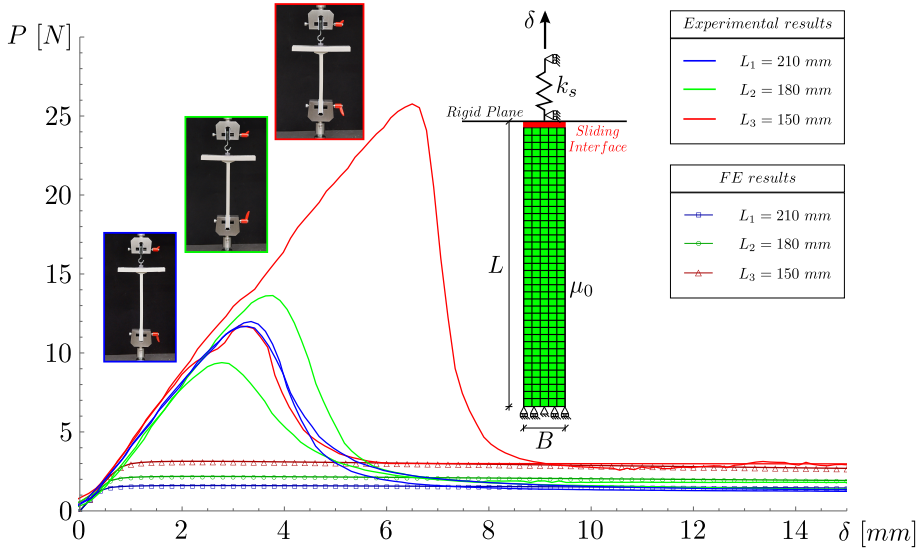 P [N]
30
25
20
15
10
5
0
0
2
4
6
8
10
12
14
δ [mm]
δ
k_s
Rigid Plane
Sliding
Interface
L
μ₀
B
Experimental results
L₁ = 210 mm
L₂ = 180 mm
L₃ = 150 mm
FE results
L₁ = 210 mm
L₂ = 180 mm
L₃ = 150 mm